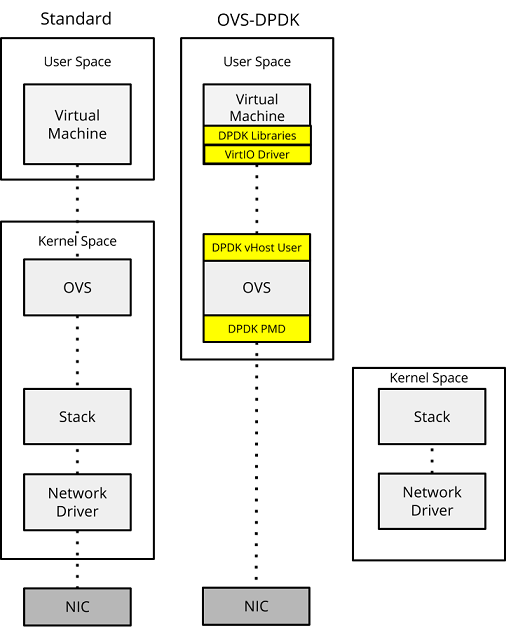 Standard
User Space
Virtual
Machine
Kernel Space
OVS
Stack
Network
Driver
NIC
OVS-DPDK
User Space
Virtual
Machine
DPDK Libraries
VirtIO Driver
DPDK vHost User
OVS
DPDK PMD
NIC
Kernel Space
Stack
Network
Driver